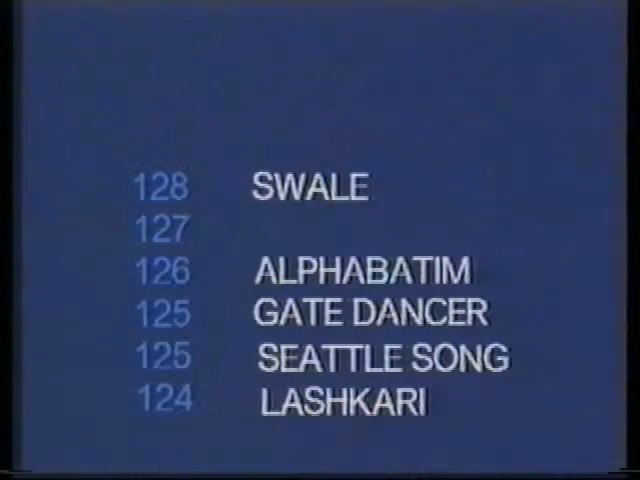 128 SWALE
127
126 ALPHABATIM
125 GATE DANCER
125 SEATTLE SONG
124 LASHKARI